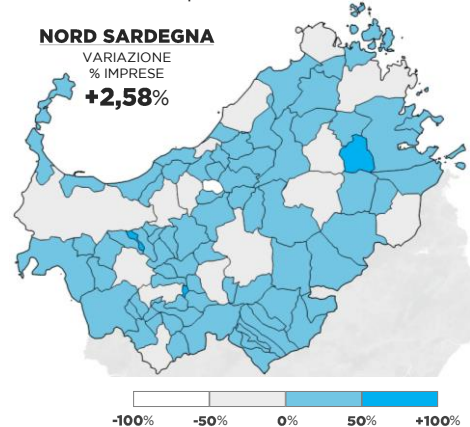 NORD SARDEGNA
VARIAZIONE
% IMPRESE
+2,58%
-100% -50% 0% 50% +100%